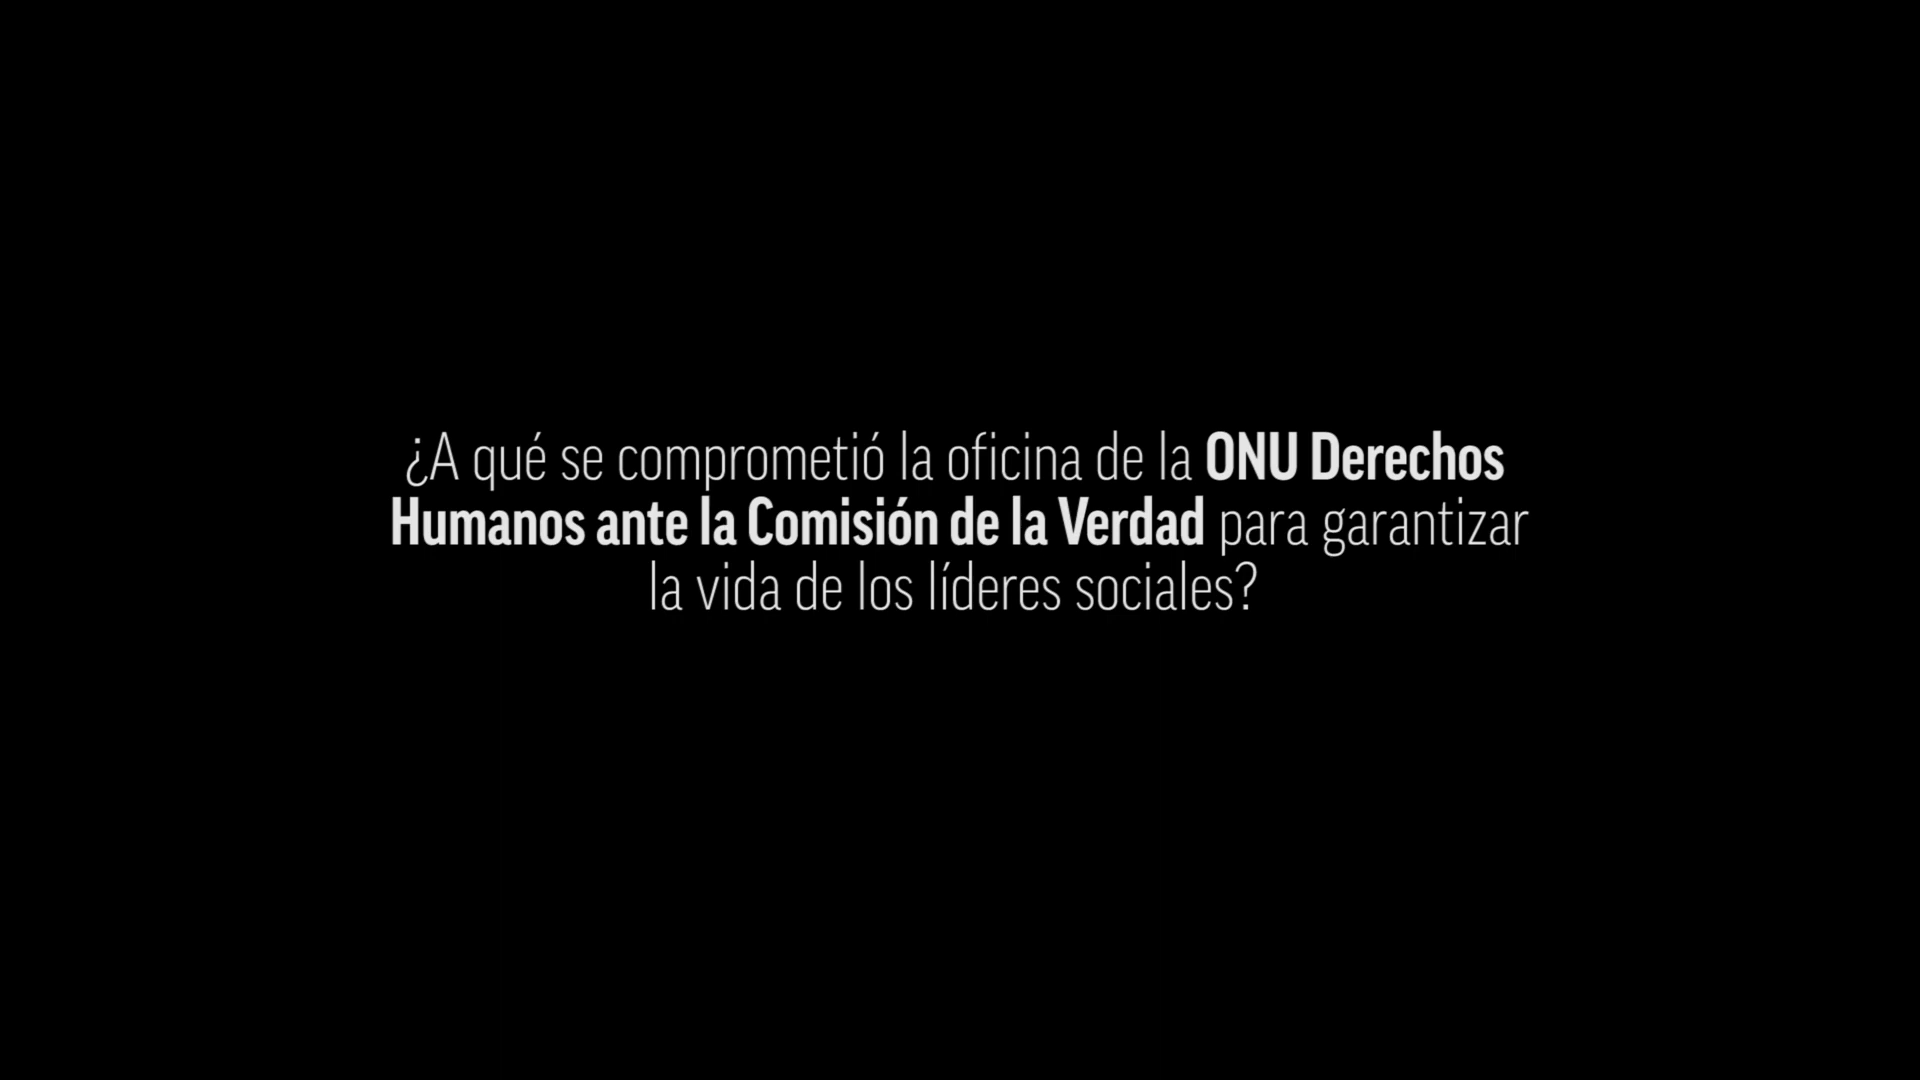 ¿A qué se comprometió la oficina de la ONU Derechos
Humanos ante la Comisión de la Verdad para garantizar
la vida de los líderes sociales?